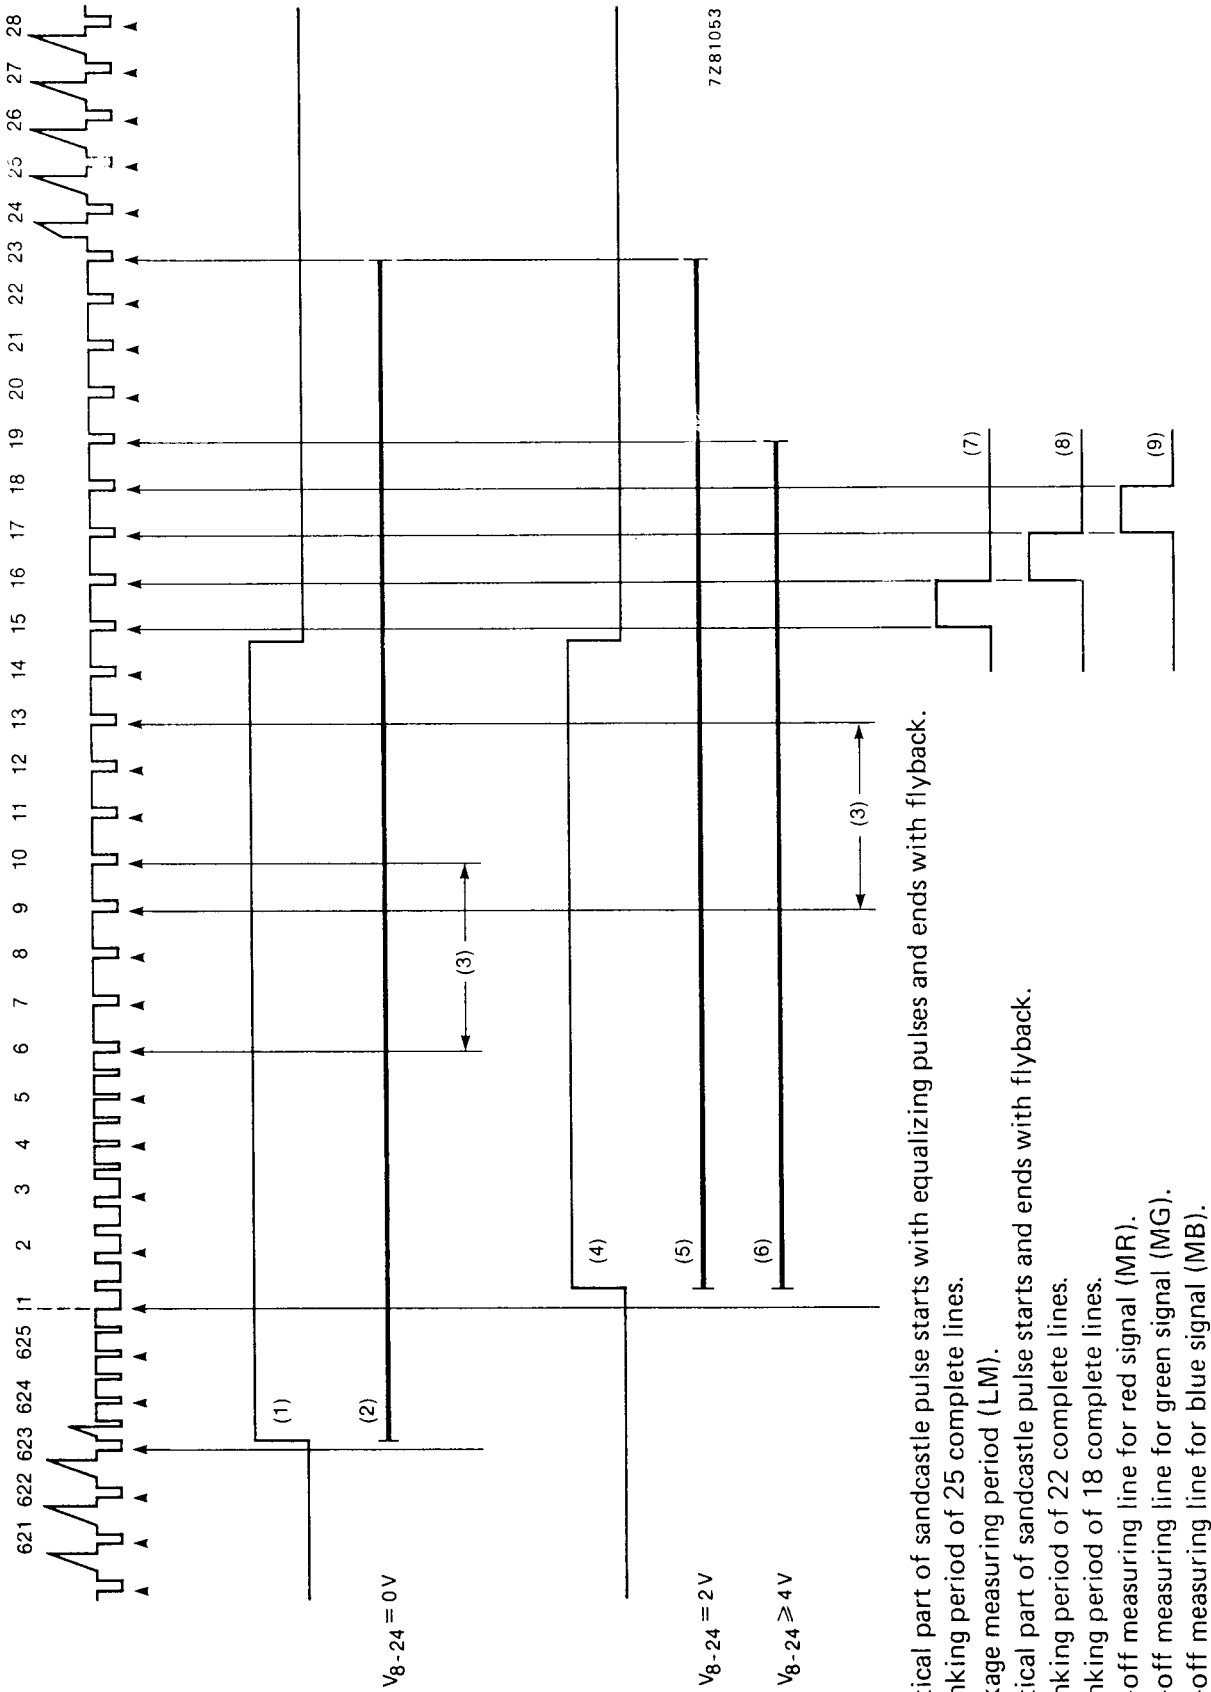 621 622 623 624 625 1 2 3 4 5 6 7 8 9 10 11 12 13 14 15 16 17 18 19 20 21 22 23 24 25 26 27 28
(1)
V8-24 = 0 V
(2)
(3)
(4)
V8-24 = 2 V
(5)
V8-24 ≥ 4 V
(6)
(3)
(7)
(8)
(9)
7Z81053
tical part of sandcastle pulse starts with equalizing pulses and ends with flyback.
nking period of 25 complete lines.
kage measuring period (LM).
tical part of sandcastle pulse starts and ends with flyback.
nking period of 22 complete lines.
nking period of 18 complete lines.
-off measuring line for red signal (MR).
-off measuring line for green signal (MG).
-off measuring line for blue signal (MB).